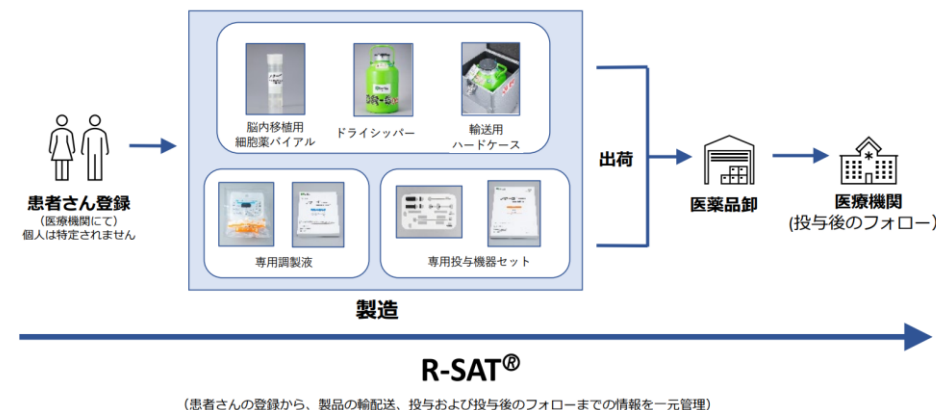 脳内移植用
細胞薬バイアル
ドライシッパー
輸送用
ハードケース
患者さん登録
(医療機関にて)
個人は特定されません
専用調製液
専用投与機器セット
製造
出荷
医薬品卸
医療機関
(投与後のフォロー)
R-SAT®
(患者さんの登録から、製品の輸配送、投与および投与後のフォローまでの情報を一元管理)